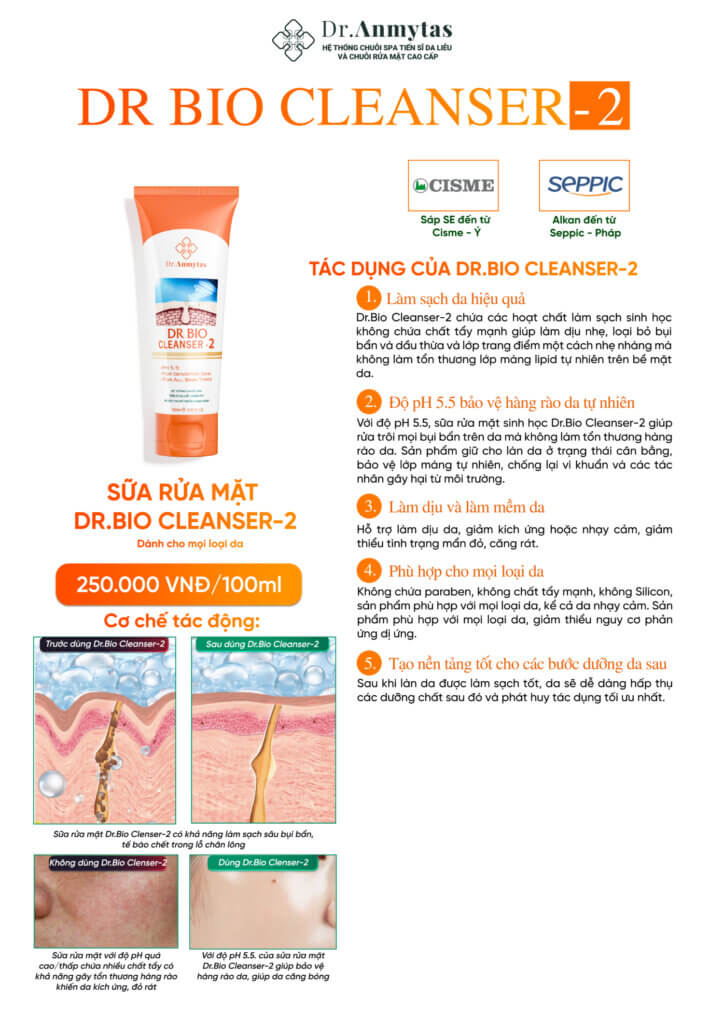 Dr.Anmytas
HỆ THỐNG CHUỖI SPA TIẾN SĨ DA LIỄU
VÀ CHUỖI RỬA MẶT CAO CẤP
DR BIO CLEANSER-2
CISME
SEPPIC
Sáp SE đến từ
Cisme - Ý
Alkan đến từ
Seppic - Pháp
Dr.Anmytas
DR BIO
CLEANSER -2
SỮA RỬA MẶT
DR.BIO CLEANSER-2
Dành cho mọi loại da
250.000 VNĐ/100ml
Cơ chế tác động:
Trước dùng Dr.Bio Cleanser-2
Sau dùng Dr.Bio Cleanser-2
Sữa rửa mặt Dr.Bio Clenser-2 có khả năng làm sạch sâu bụi bẩn,
tế bào chết trong lỗ chân lông
Không dùng Dr.Bio Clenser-2
Dùng Dr.Bio Clenser-2
Sữa rửa mặt với độ pH quá
cao/thấp chứa nhiều chất tẩy có
khả năng gây tổn thương hàng rào
khiến da kích ứng, đỏ rát
Với độ pH 5.5. của sữa rửa mặt
Dr.Bio Cleanser-2 giúp bảo vệ
hàng rào da, giúp da căng bóng
TÁC DỤNG CỦA DR.BIO CLEANSER-2
1. Làm sạch da hiệu quả
Dr.Bio Cleanser-2 chứa các hoạt chất làm sạch sinh học
không chứa chất tẩy mạnh giúp làm dịu nhẹ, loại bỏ bụi
bẩn và dầu thừa và lớp trang điểm một cách nhẹ nhàng mà
không làm tổn thương lớp màng lipid tự nhiên trên bề mặt
da.
2. Độ pH 5.5 bảo vệ hàng rào da tự nhiên
Với độ pH 5.5, sữa rửa mặt sinh học Dr.Bio Cleanser-2 giúp
rửa trôi mọi bụi bẩn trên da mà không làm tổn thương hàng
rào da. Sản phẩm giữ cho làn da ở trạng thái cân bằng,
bảo vệ lớp màng tự nhiên, chống lại vi khuẩn và các tác
nhân gây hại từ môi trường.
3. Làm dịu và làm mềm da
Hỗ trợ làm dịu da, giảm kích ứng hoặc nhạy cảm, giảm
thiểu tình trạng mẩn đỏ, căng rát.
4. Phù hợp cho mọi loại da
Không chứa paraben, không chất tẩy mạnh, không Silicon,
sản phẩm phù hợp với mọi loại da, kể cả da nhạy cảm. Sản
phẩm phù hợp với mọi loại da, giảm thiểu nguy cơ phản
ứng dị ứng.
5. Tạo nền tảng tốt cho các bước dưỡng da sau
Sau khi làn da được làm sạch tốt, da sẽ dễ dàng hấp thụ
các dưỡng chất sau đó và phát huy tác dụng tối ưu nhất.